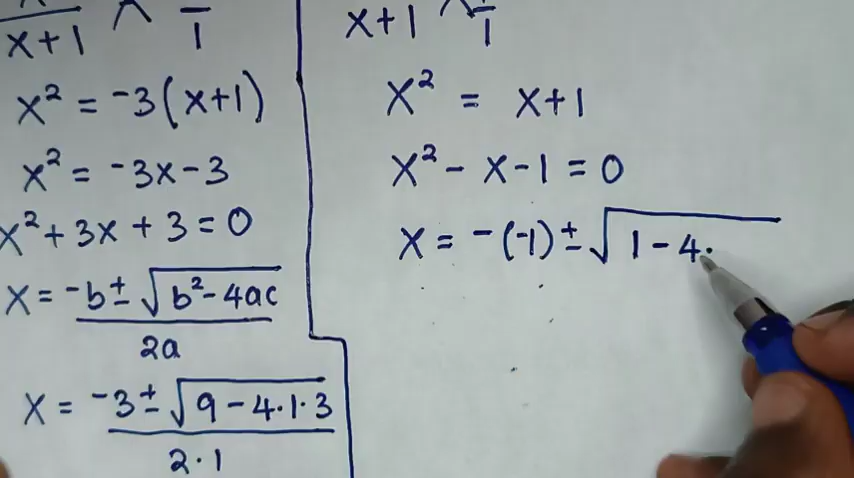 x+1 1
x² = -3(x+1)
x² = -3x-3
x²+3x+3=0
x = -b±√b²-4ac
2a
x = -3±√9-4·1·3
2·1
x+1 1
x² = x+1
x²-x-1=0
x = -(-1)±√1-4·